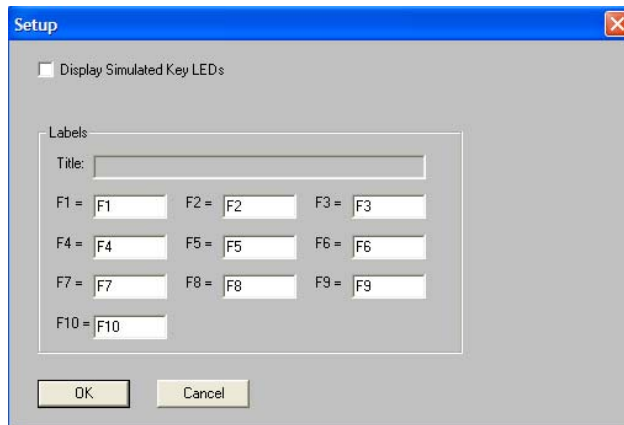 Setup
Display Simulated Key LEDs
Labels
Title:
F1 = F1 F2 = F2 F3 = F3
F4 = F4 F5 = F5 F6 = F6
F7 = F7 F8 = F8 F9 = F9
F10 = F10
OK Cancel